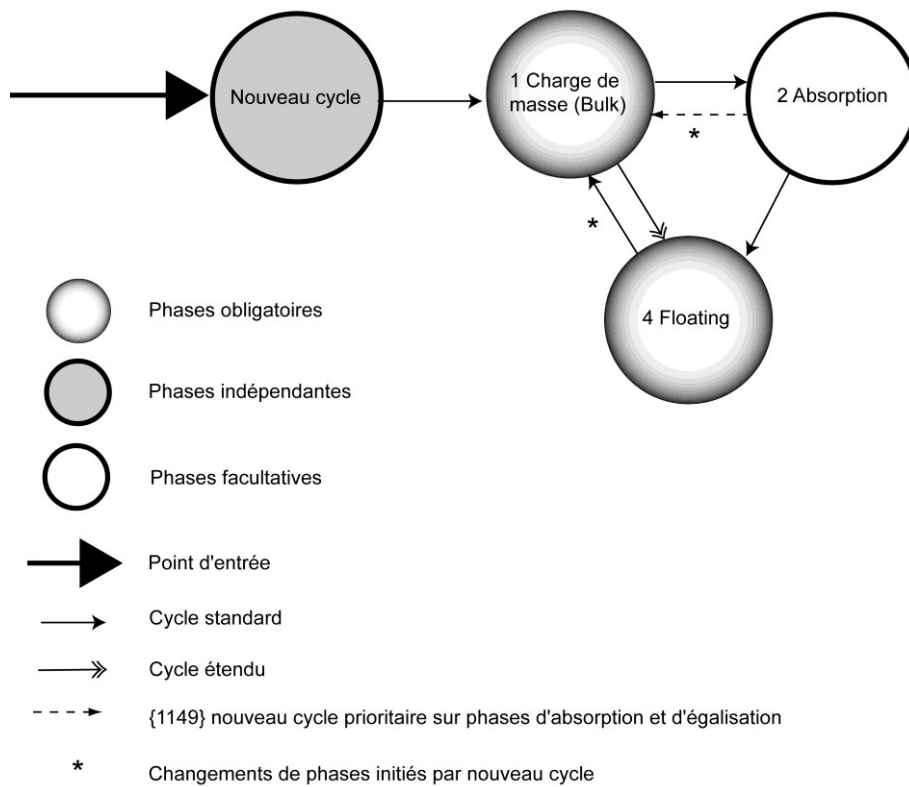 Nouveau cycle
1 Charge de
masse (Bulk)
2 Absorption
*
*
4 Floating
Phases obligatoires
Phases indépendantes
Phases facultatives
Point d'entrée
Cycle standard
Cycle étendu
{1149} nouveau cycle prioritaire sur phases d'absorption et d'égalisation
* Changements de phases initiés par nouveau cycle